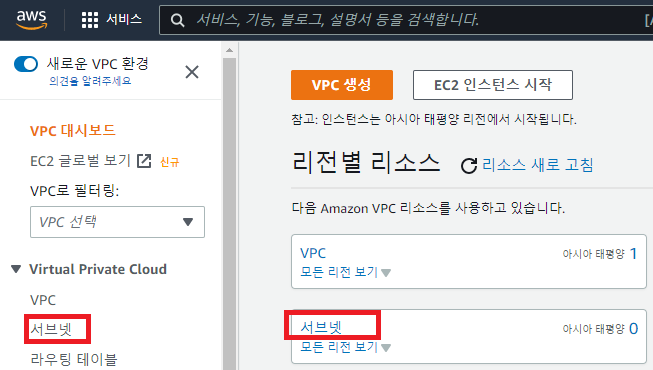 aws 서비스 서비스, 기능, 블로그, 설명서 등을 검색합니다.
새로운 VPC 환경
의견을 알려주세요
VPC 대시보드
EC2 글로벌 보기 신규
VPC로 필터링:
VPC 선택
Virtual Private Cloud
VPC
서브넷
라우팅 테이블
VPC 생성 EC2 인스턴스 시작
참고: 인스턴스는 아시아 태평양 리전에서 시작됩니다.
리전별 리소스 리소스 새로 고침
다음 Amazon VPC 리소스를 사용하고 있습니다.
VPC 아시아 태평양 1
모든 리전 보기
서브넷 아시아 태평양 0
모든 리전 보기